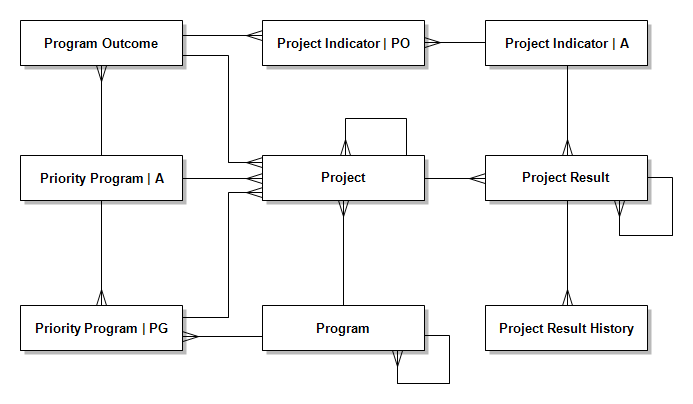 Program Outcome
Project Indicator | PO
Project Indicator | A
Priority Program | A
Project
Project Result
Priority Program | PG
Program
Project Result History